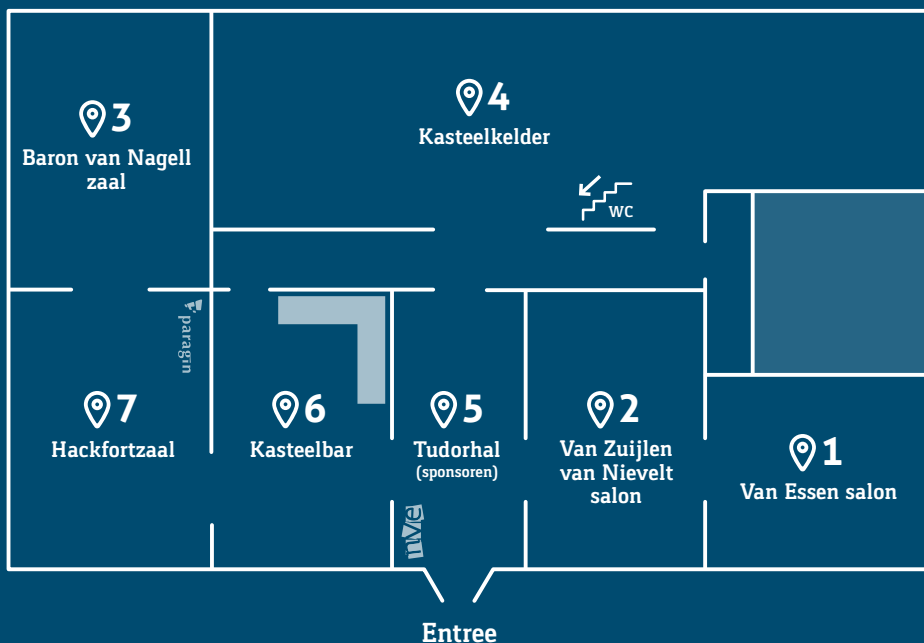 3
Baron van Nagell
zaal
4
Kasteelkelder
WC
paragin
7
Hackfortzaal
6
Kasteelbar
5
Tudorhal
(sponsoren)
2
Van Zuijlen
van Nievelt
salon
1
Van Essen salon
nve
Entree